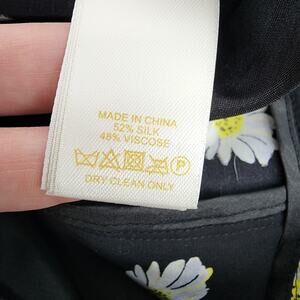 MADE IN CHINA
52% SILK
48% VISCOSE
P
DRY CLEAN ONLY